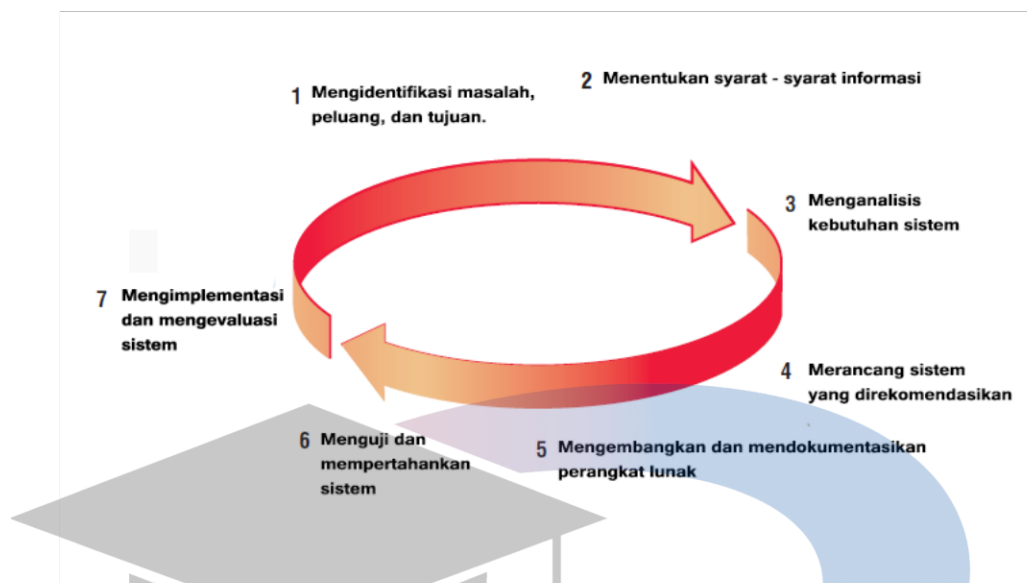 1 Mengidentifikasi masalah,
peluang, dan tujuan.
2 Menentukan syarat - syarat informasi
3 Menganalisis
kebutuhan sistem
4 Merancang sistem
yang direkomendasikan
5 Mengembangkan dan mendokumentasikan
perangkat lunak
6 Menguji dan
mempertahankan
sistem
7 Mengimplementasi
dan mengevaluasi
sistem